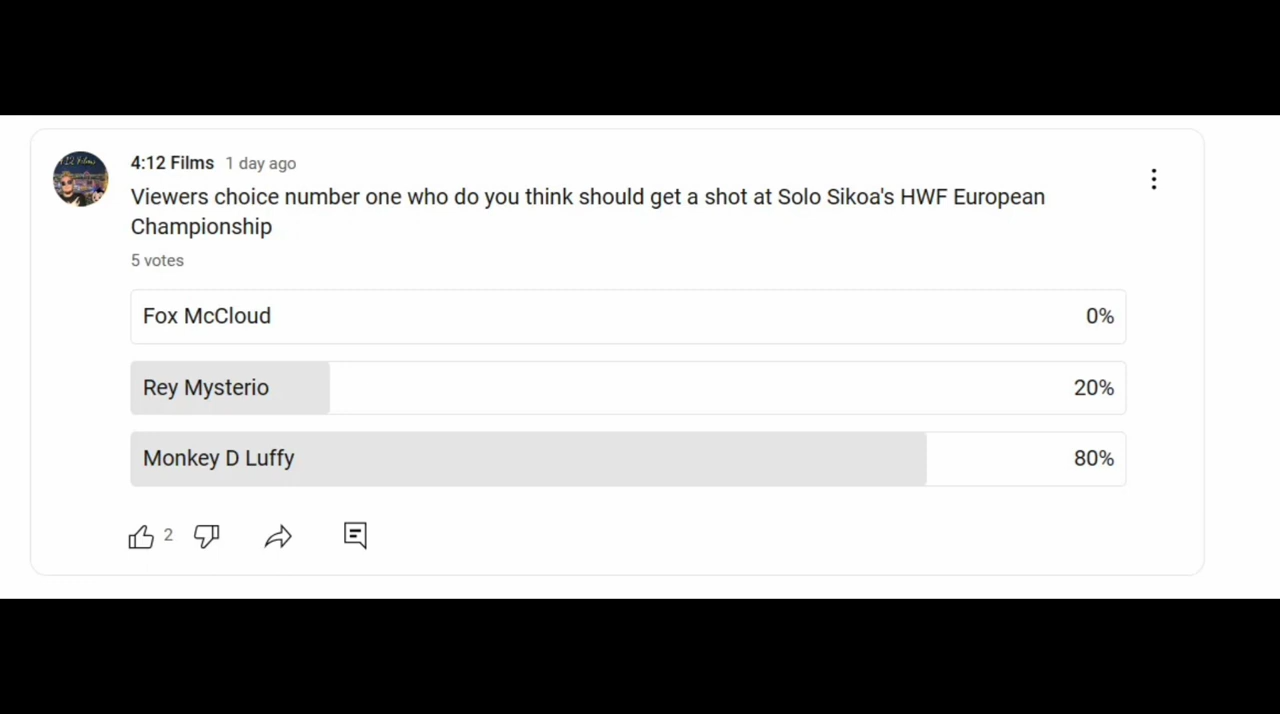 4:12 Films 1 day ago
Viewers choice number one who do you think should get a shot at Solo Sikoa's HWF European
Championship
5 votes
Fox McCloud 0%
Rey Mysterio 20%
Monkey D Luffy 80%
2